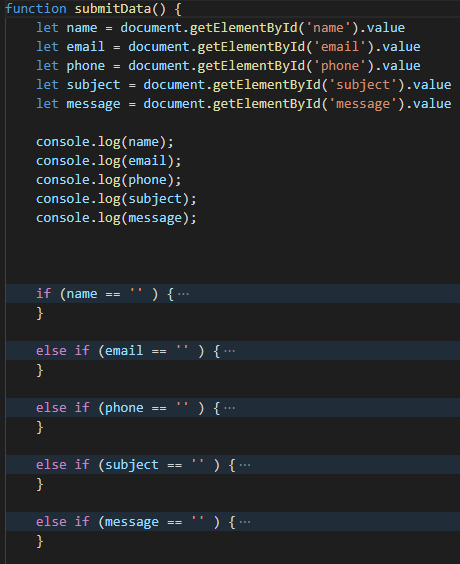 function submitData() {
    let name = document.getElementById('name').value
    let email = document.getElementById('email').value
    let phone = document.getElementById('phone').value
    let subject = document.getElementById('subject').value
    let message = document.getElementById('message').value
    console.log(name);
    console.log(email);
    console.log(phone);
    console.log(subject);
    console.log(message);
    if (name == '' ) {···
    }
    else if (email == '' ) {···
    }
    else if (phone == '' ) {···
    }
    else if (subject == '' ) {···
    }
    else if (message == '' ) {···
    }